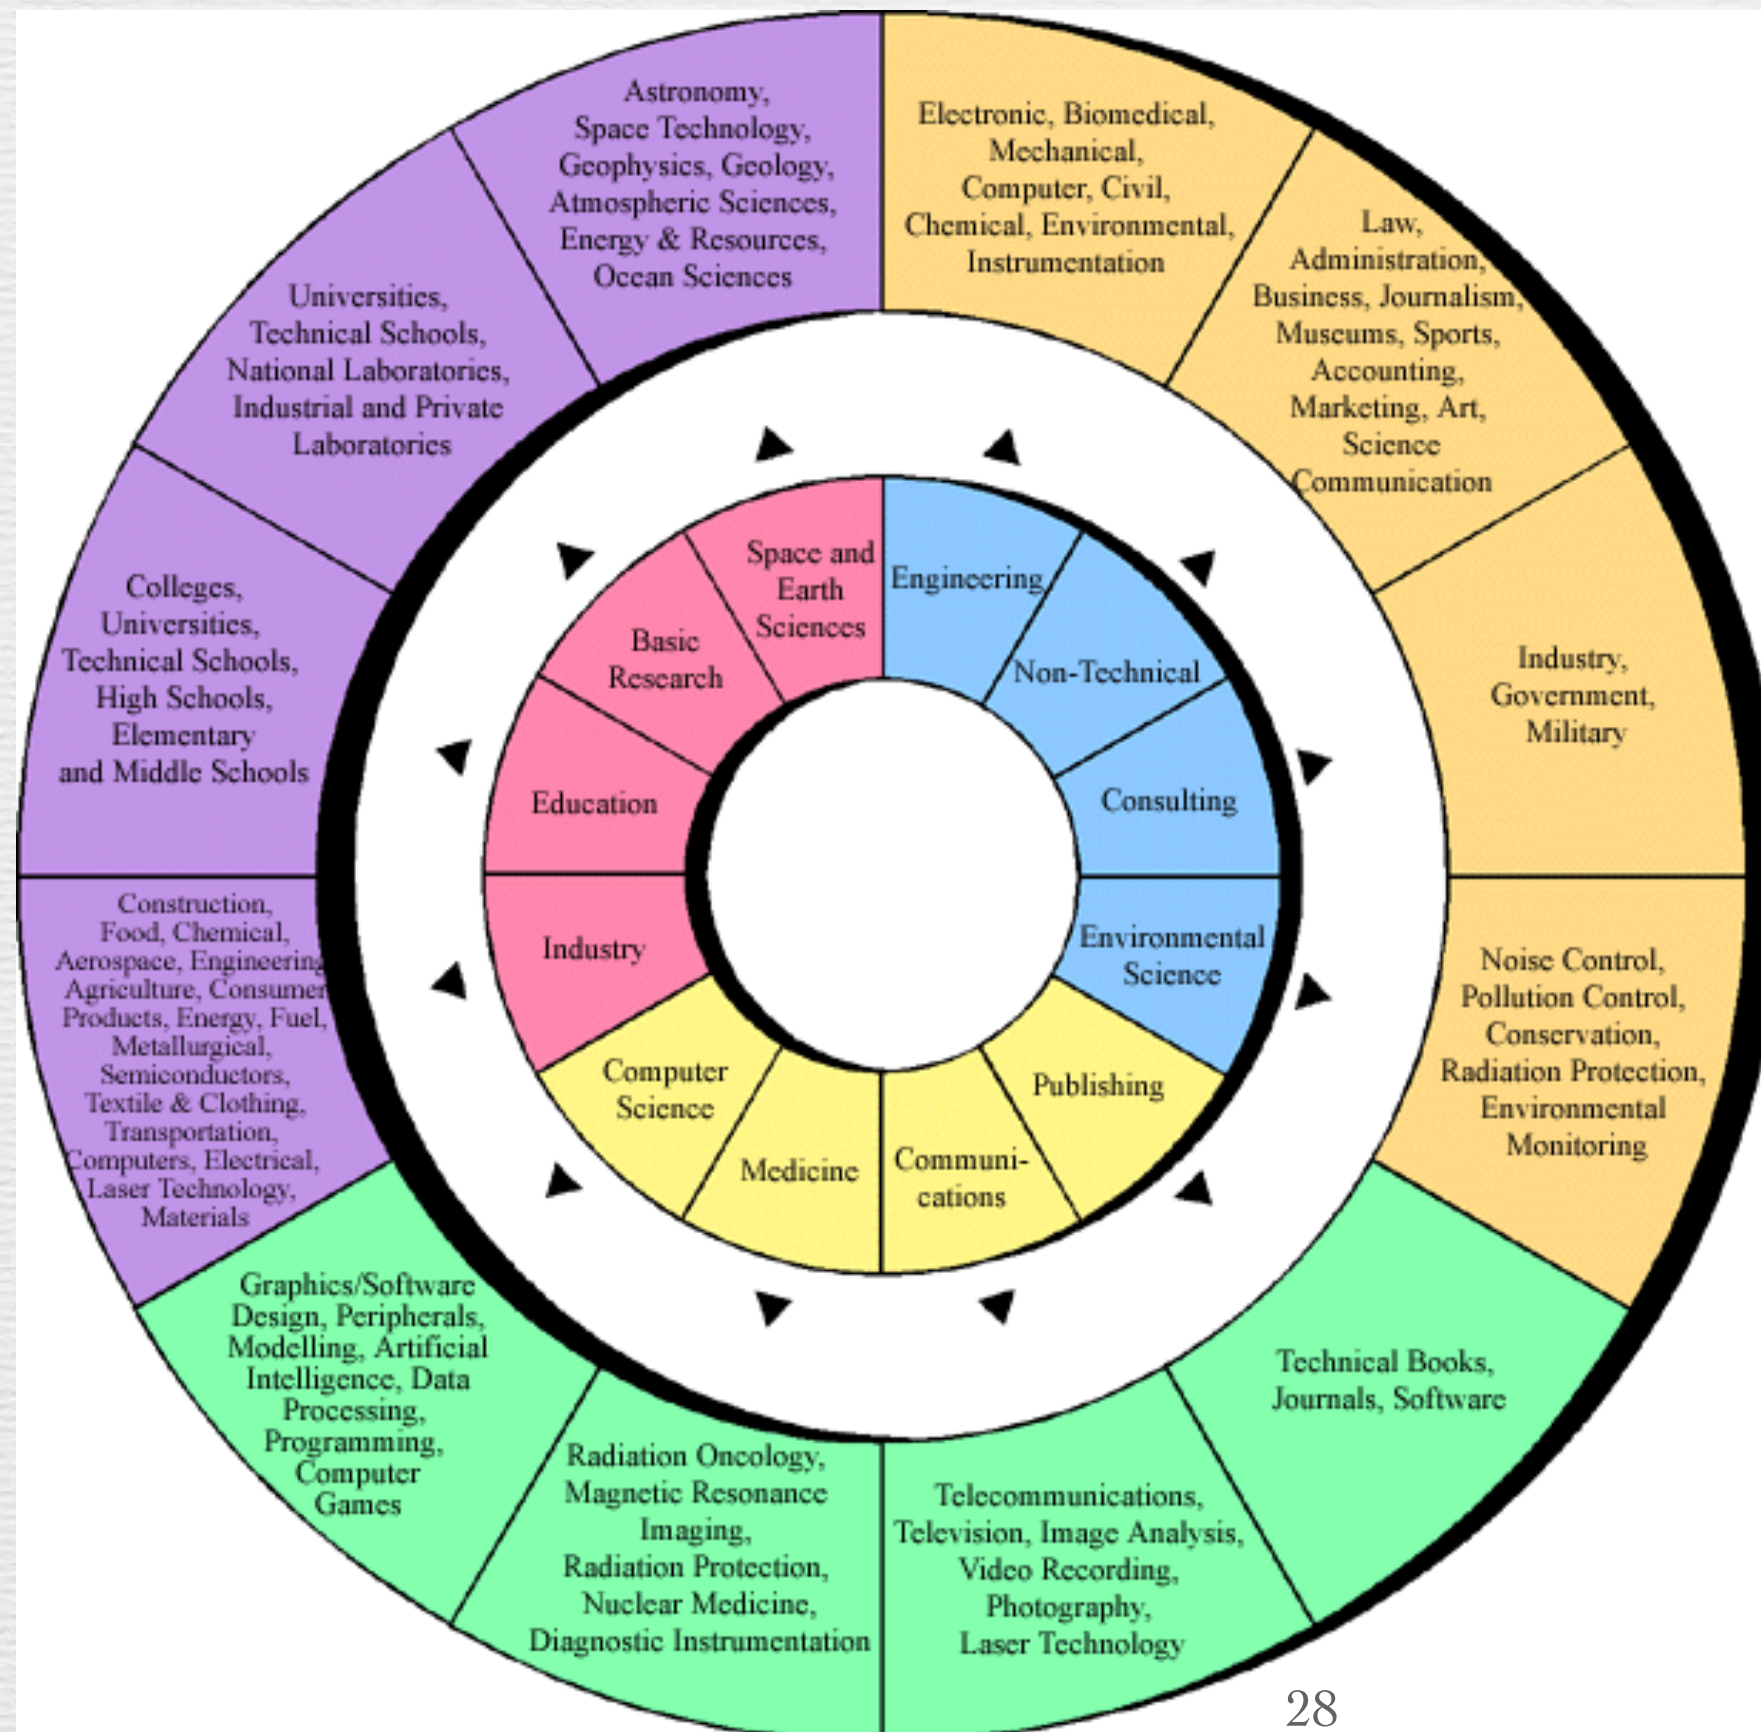 Astronomy,
Space Technology,
Geophysics, Geology,
Atmospheric Sciences,
Energy & Resources,
Ocean Sciences
Electronic, Biomedical,
Mechanical,
Computer, Civil,
Chemical, Environmental,
Instrumentation
Law,
Administration,
Business, Journalism,
Museums, Sports,
Accounting,
Marketing, Art,
Science
Communication
Industry,
Government,
Military
Noise Control,
Pollution Control,
Conservation,
Radiation Protection,
Environmental
Monitoring
Technical Books,
Journals, Software
Telecommunications,
Television, Image Analysis,
Video Recording,
Photography,
Laser Technology
Radiation Oncology,
Magnetic Resonance
Imaging,
Radiation Protection,
Nuclear Medicine,
Diagnostic Instrumentation
Graphics/Software
Design, Peripherals,
Modelling, Artificial
Intelligence, Data
Processing,
Programming,
Computer
Games
Construction,
Food, Chemical,
Aerospace, Engineering
Agriculture, Consumer
Products, Energy, Fuel,
Metallurgical,
Semiconductors,
Textile & Clothing,
Transportation,
Computers, Electrical,
Laser Technology,
Materials
Colleges,
Universities,
Technical Schools,
High Schools,
Elementary
and Middle Schools
Universities,
Technical Schools,
National Laboratories,
Industrial and Private
Laboratories
Space and
Earth
Sciences
Engineering
Non-Technical
Consulting
Environmental
Science
Publishing
Communi-
cations
Medicine
Computer
Science
Industry
Education
Basic
Research
28